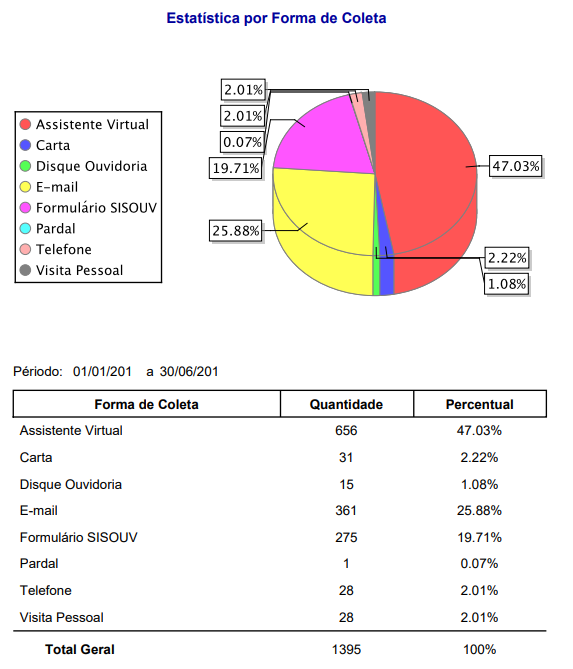 Estatística por Forma de Coleta
Assistente Virtual
Carta
Disque Ouvidoria
E-mail
Formulário SISOUV
Pardal
Telefone
Visita Pessoal
2.01%
2.01%
0.07%
19.71%
25.88%
47.03%
2.22%
1.08%
Périodo: 01/01/201 a 30/06/201
Forma de Coleta Quantidade Percentual
Assistente Virtual 656 47.03%
Carta 31 2.22%
Disque Ouvidoria 15 1.08%
E-mail 361 25.88%
Formulário SISOUV 275 19.71%
Pardal 1 0.07%
Telefone 28 2.01%
Visita Pessoal 28 2.01%
Total Geral 1395 100%